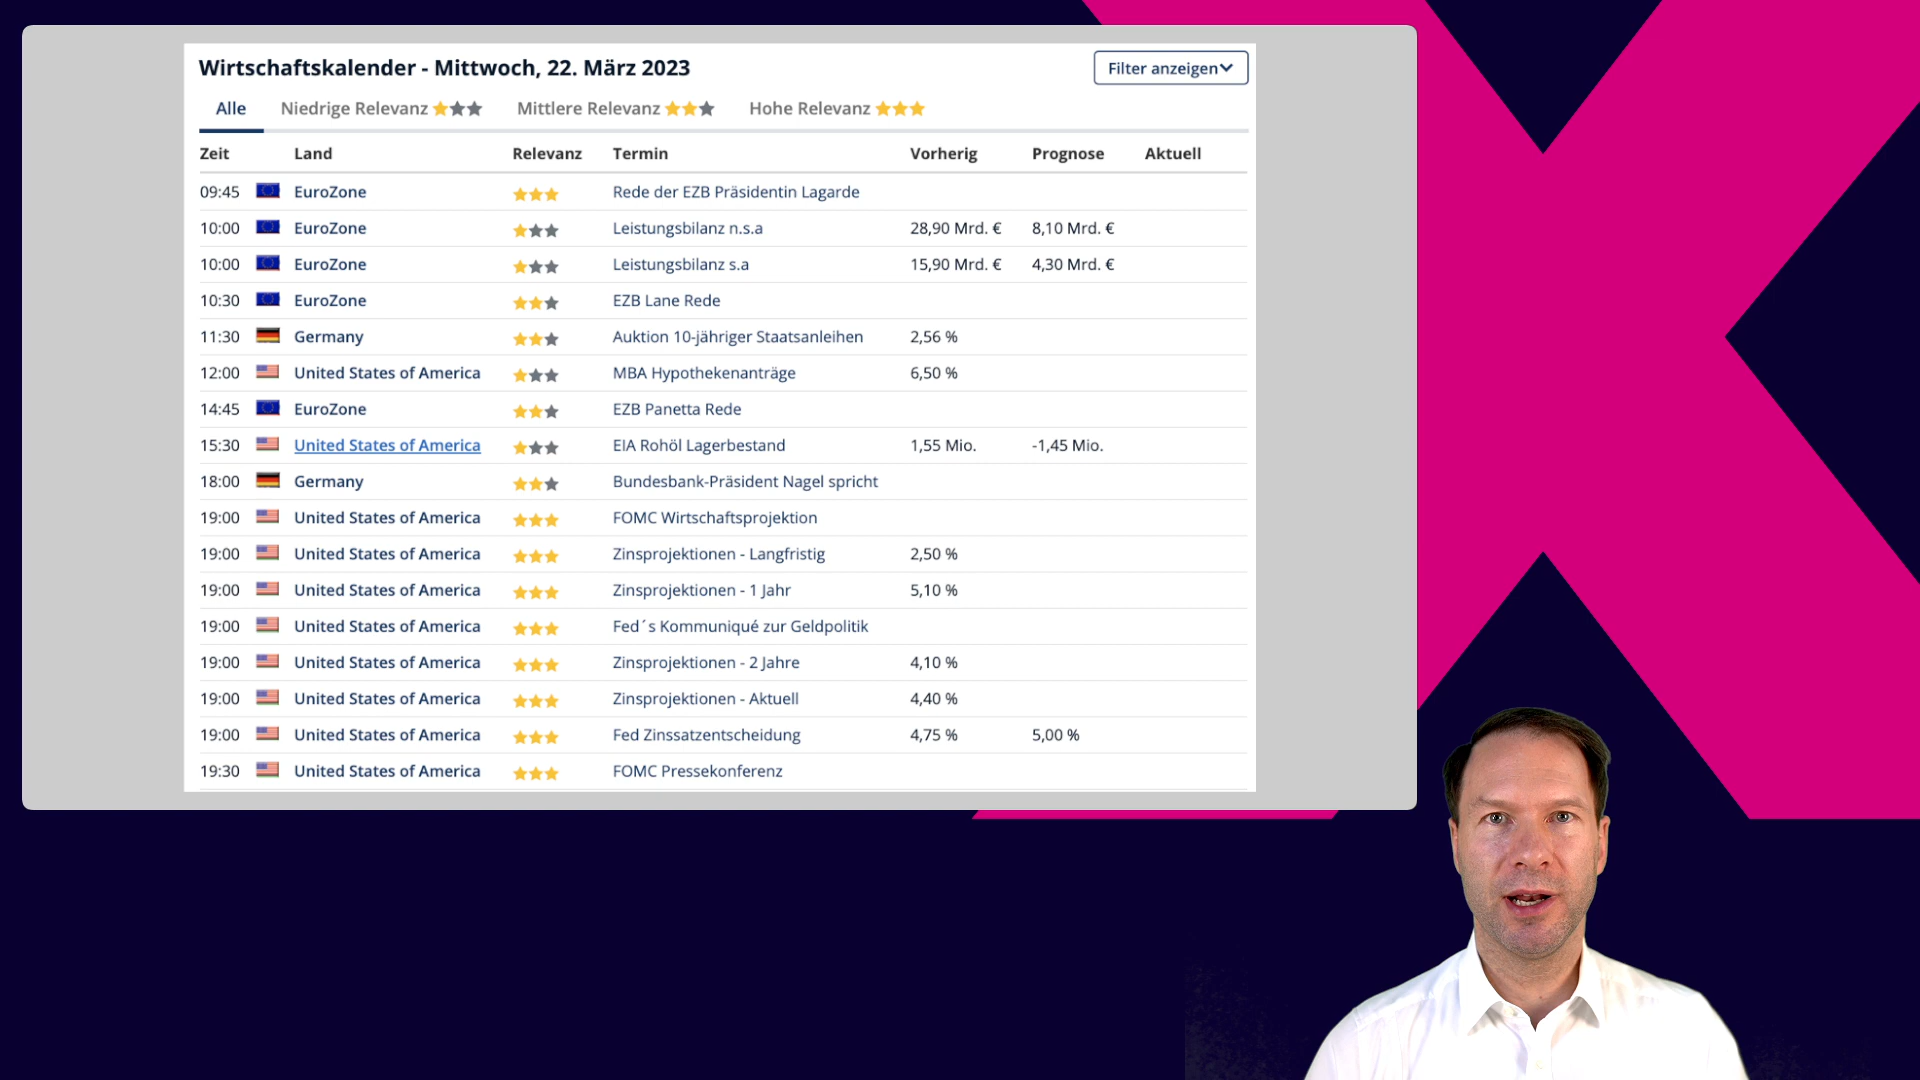 Wirtschaftskalender - Mittwoch, 22. März 2023
Filter anzeigen
Alle Niedrige Relevanz Mittlere Relevanz Hohe Relevanz
Zeit Land Relevanz Termin Vorherig Prognose Aktuell
09:45 EuroZone Rede der EZB Präsidentin Lagarde
10:00 EuroZone Leistungsbilanz n.s.a 28,90 Mrd. € 8,10 Mrd. €
10:00 EuroZone Leistungsbilanz s.a 15,90 Mrd. € 4,30 Mrd. €
10:30 EuroZone EZB Lane Rede
11:30 Germany Auktion 10-jähriger Staatsanleihen 2,56 %
12:00 United States of America MBA Hypothekenanträge 6,50 %
14:45 EuroZone EZB Panetta Rede
15:30 United States of America EIA Rohöl Lagerbestand 1,55 Mio. -1,45 Mio.
18:00 Germany Bundesbank-Präsident Nagel spricht
19:00 United States of America FOMC Wirtschaftsprojektion
19:00 United States of America Zinsprojektionen - Langfristig 2,50 %
19:00 United States of America Zinsprojektionen - 1 Jahr 5,10 %
19:00 United States of America Fed´s Kommuniqué zur Geldpolitik
19:00 United States of America Zinsprojektionen - 2 Jahre 4,10 %
19:00 United States of America Zinsprojektionen - Aktuell 4,40 %
19:00 United States of America Fed Zinssatzentscheidung 4,75 % 5,00 %
19:30 United States of America FOMC Pressekonferenz